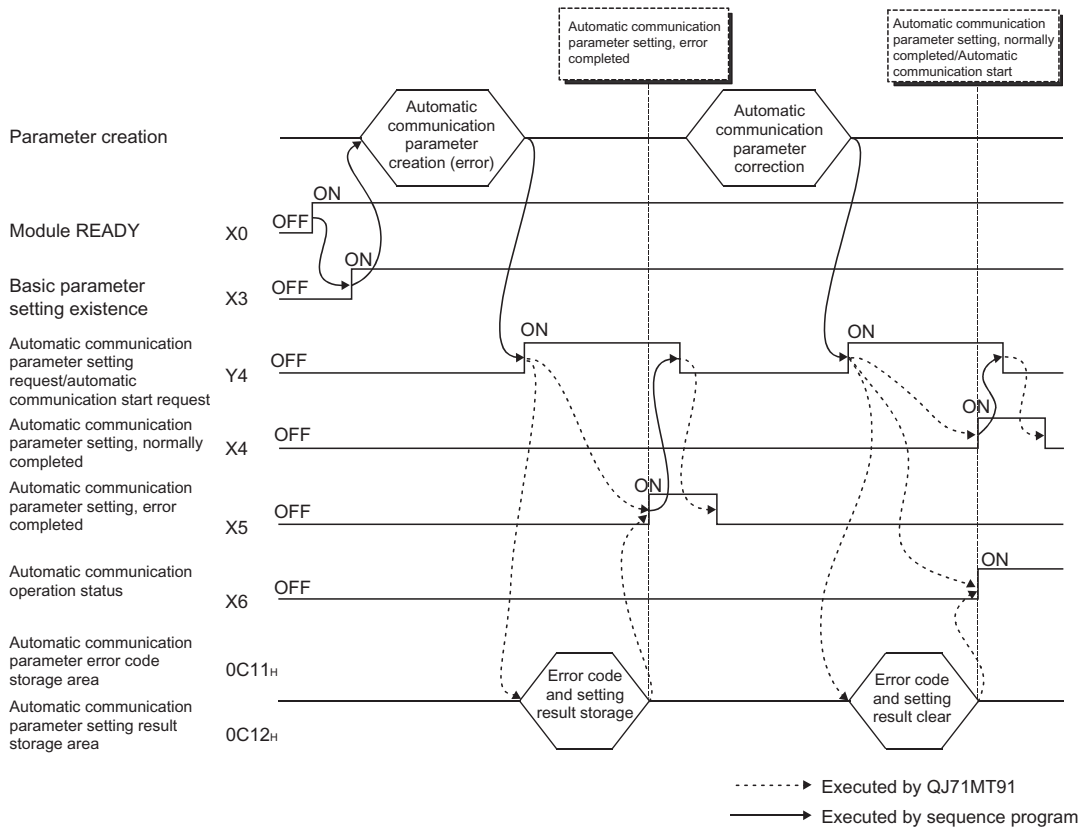 Automatic communication
parameter setting, error
completed
Automatic communication
parameter setting, normally
completed/Automatic
communication start
Parameter creation
Automatic
communication
parameter
creation (error)
Automatic
communication
parameter
correction
Module READY
X0
OFF
ON
Basic parameter
setting existence
X3
OFF
ON
Automatic communication
parameter setting
request/automatic
communication start request
Y4
OFF
ON
ON
Automatic communication
parameter setting, normally
completed
X4
OFF
ON
Automatic communication
parameter setting, error
completed
X5
OFF
ON
Automatic communication
operation status
X6
OFF
ON
Automatic communication
parameter error code
storage area
0C11H
Automatic communication
parameter setting result
storage area
0C12H
Error code
and setting
result storage
Error code
and setting
result clear
Executed by QJ71MT91
Executed by sequence program